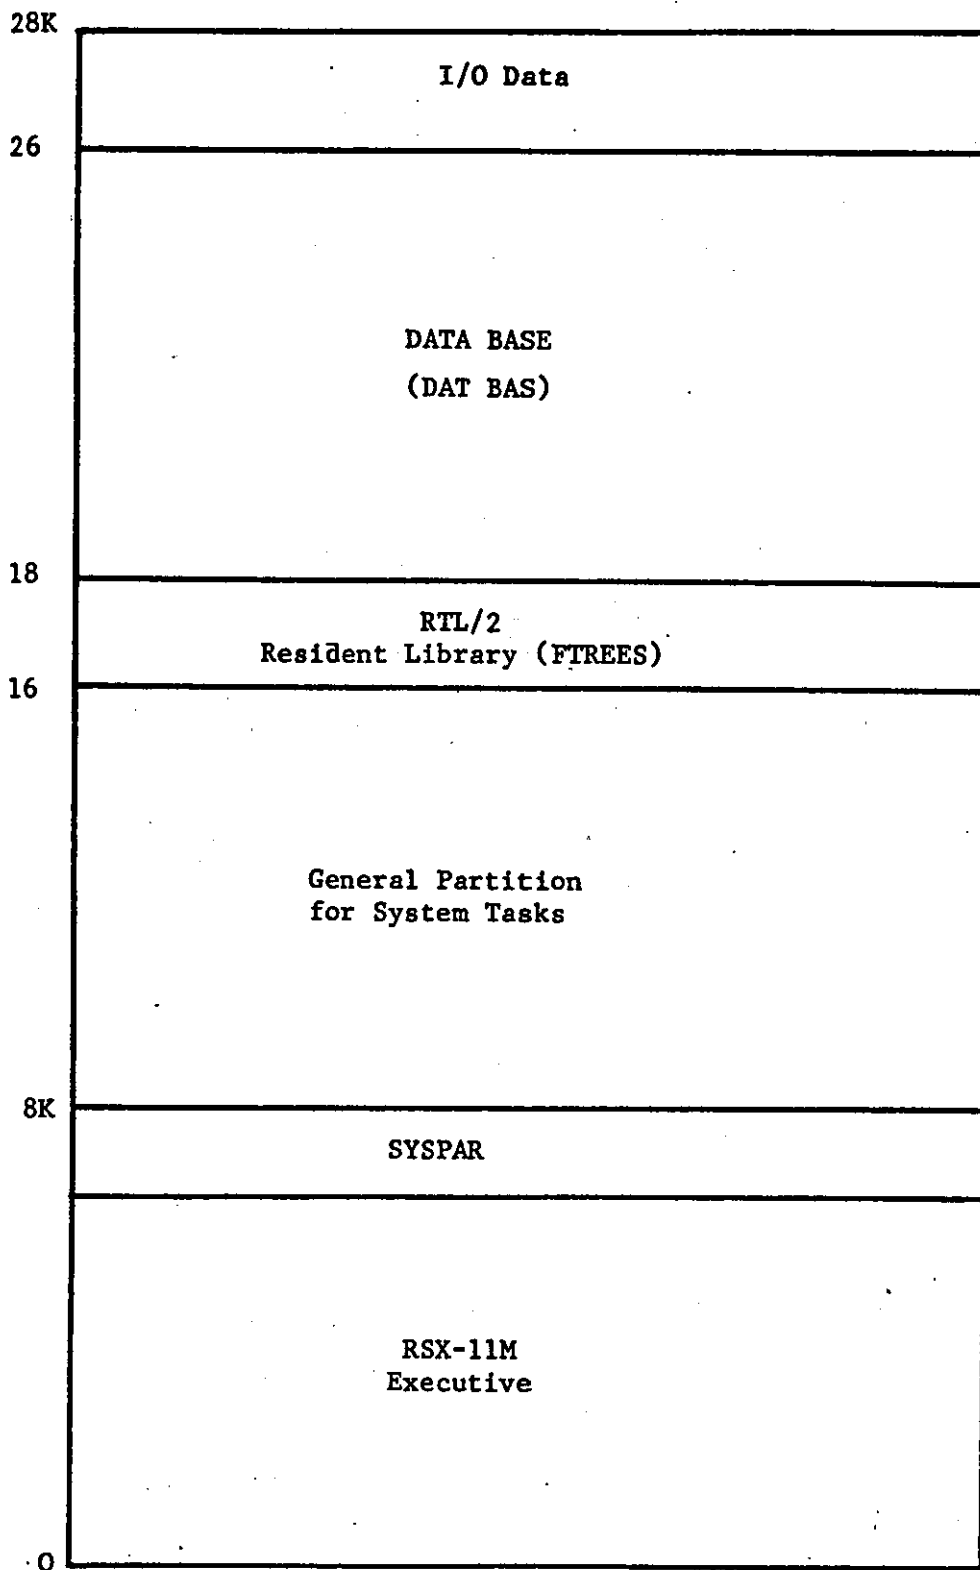 28K
I/O Data
26
DATA BASE
(DAT BAS)
18
RTL/2
Resident Library (FTREES)
16
General Partition
for System Tasks
8K
SYSPAR
RSX-11M
Executive
0